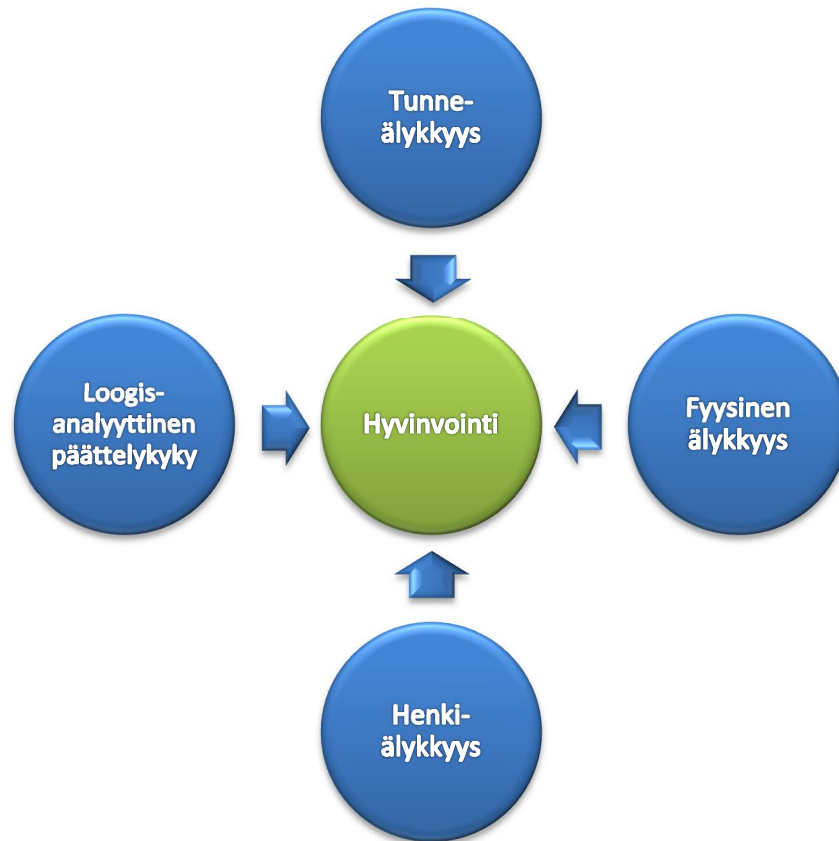 Tunne-
älykkyys
Loogis-
analyyttinen
päättelykyky
Hyvinvointi
Fyysinen
älykkyys
Henki-
älykkyys